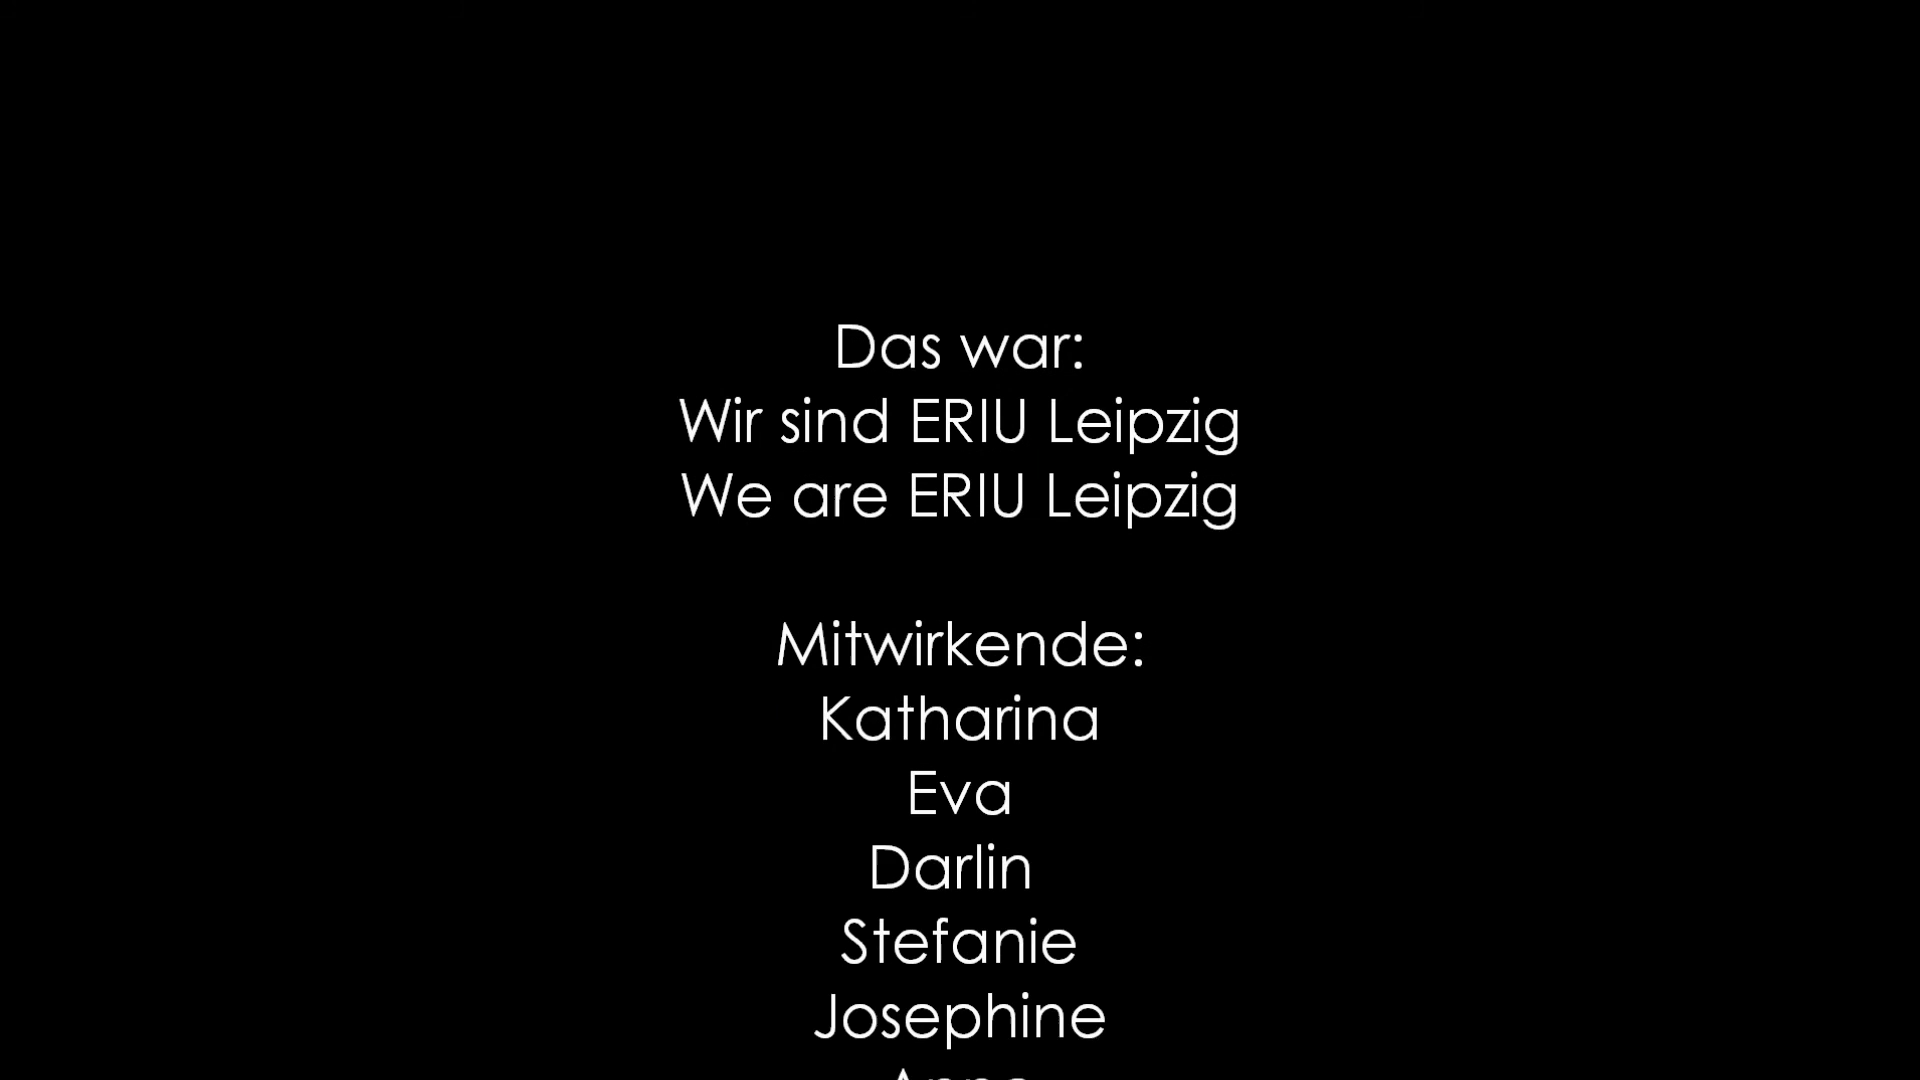 Das war:
Wir sind ERIU Leipzig
We are ERIU Leipzig
Mitwirkende:
Katharina
Eva
Darlin
Stefanie
Josephine